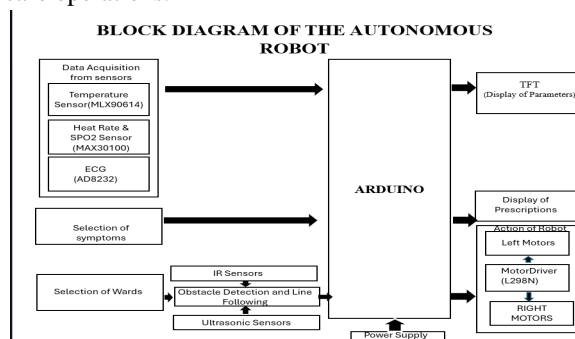 BLOCK DIAGRAM OF THE AUTONOMOUS
ROBOT
Data Acquisition
from sensors
Temperature
Sensor(MLX90614)
Heat Rate &
SPO2 Sensor
(MAX30100)
ECG
(AD8232)
Selection of
symptoms
Selection of Wards
IR Sensors
Obstacle Detection and Line
Following
Ultrasonic Sensors
ARDUINO
Power Supply
TFT
(Display of Parameters)
Display of
Prescriptions
Action of Robot
Left Motors
MotorDriver
(L298N)
RIGHT
MOTORS